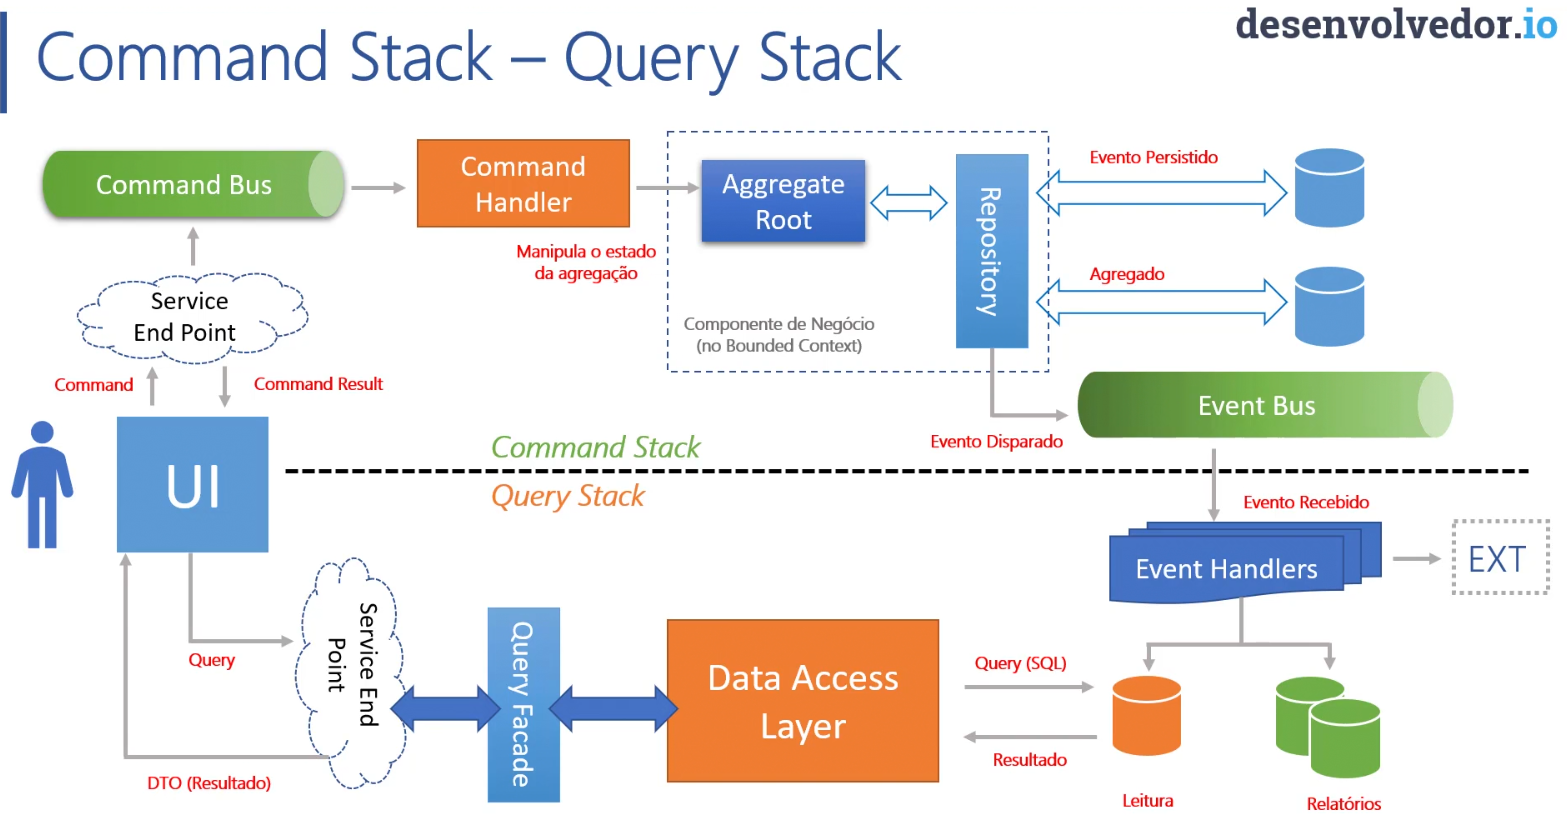 desenvolvedor.io
Command Stack – Query Stack
Command Bus
Command
Handler
Manipula o estado
da agregação
Aggregate
Root
Repository
Componente de Negócio
(no Bounded Context)
Evento Persistido
Agregado
Service
End Point
Command
Command Result
UI
Command Stack
Query Stack
Evento Disparado
Event Bus
Evento Recebido
Event Handlers
EXT
Query
Service End
Point
DTO (Resultado)
Query Facade
Data Access
Layer
Query (SQL)
Resultado
Leitura
Relatórios